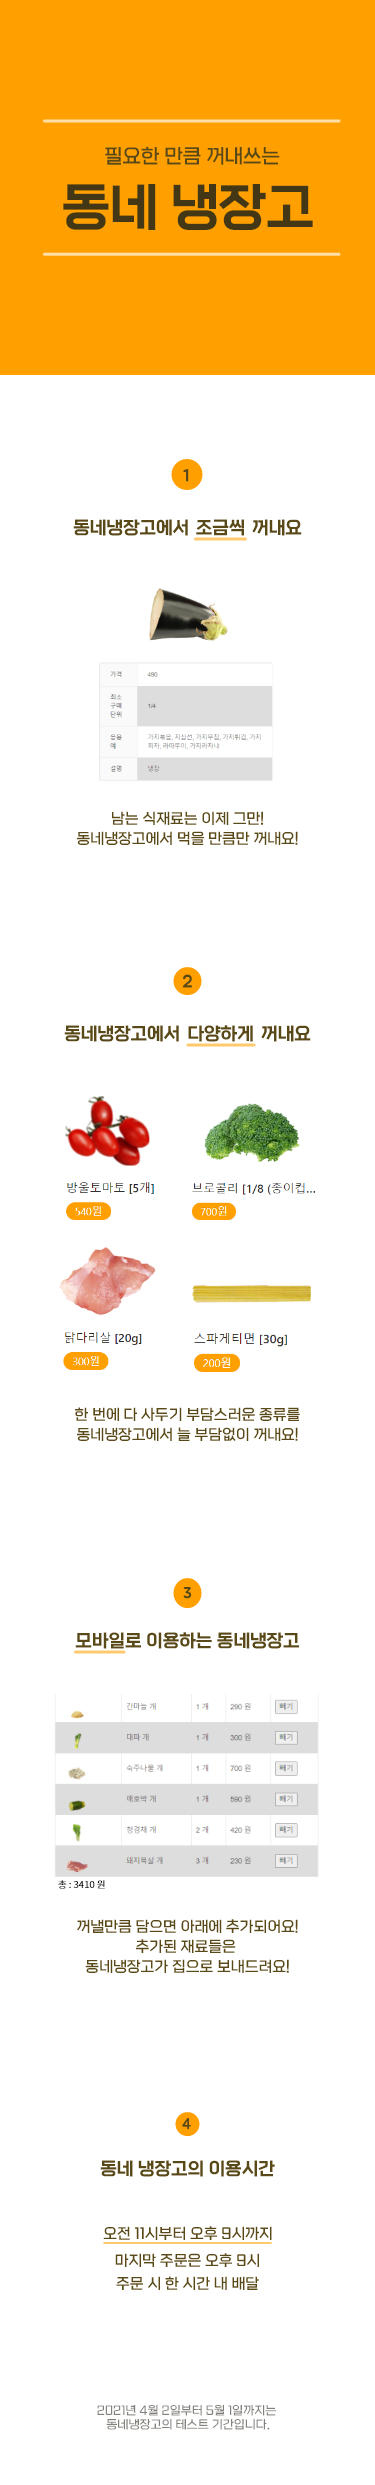 필요한 만큼 꺼내쓰는
동네 냉장고
1
동네냉장고에서 조금씩 꺼내요
가격 490
최소
구매 1/4
단위
응용 가지볶음, 지삼선, 가지무침, 가지튀김, 가지
예 피자, 라따뚜이, 가지라자냐
설명 냉장
남는 식재료는 이제 그만!
동네냉장고에서 먹을 만큼만 꺼내요!
2
동네냉장고에서 다양하게 꺼내요
방울토마토 [5개] 브로콜리 [1/8 (종이컵...
540원 700원
닭다리살 [20g] 스파게티면 [30g]
300원 200원
한 번에 다 사두기 부담스러운 종류를
동네냉장고에서 늘 부담없이 꺼내요!
3
모바일로 이용하는 동네냉장고
간마늘 개 1 개 290 원 빼기
대파 개 1 개 300 원 빼기
숙주나물 개 1 개 700 원 빼기
애호박 개 1 개 590 원 빼기
청경채 개 2 개 420 원 빼기
돼지목살 개 3 개 230 원 빼기
총 : 3410 원
꺼낼만큼 담으면 아래에 추가되어요!
추가된 재료들은
동네냉장고가 집으로 보내드려요!
4
동네 냉장고의 이용시간
오전 11시부터 오후 9시까지
마지막 주문은 오후 9시
주문 시 한 시간 내 배달
2021년 4월 2일부터 5월 1일까지는
동네냉장고의 테스트 기간입니다.